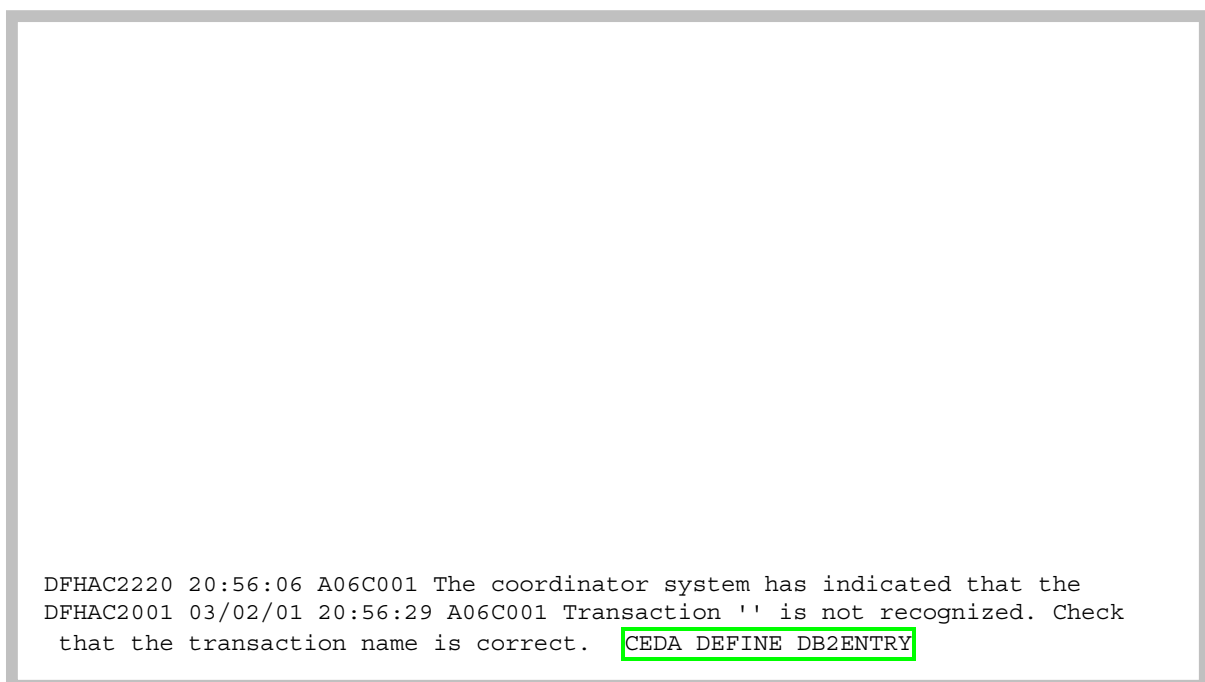 DFHAC2220 20:56:06 A06C001 The coordinator system has indicated that the
DFHAC2001 03/02/01 20:56:29 A06C001 Transaction '' is not recognized. Check
that the transaction name is correct. CEDA DEFINE DB2ENTRY